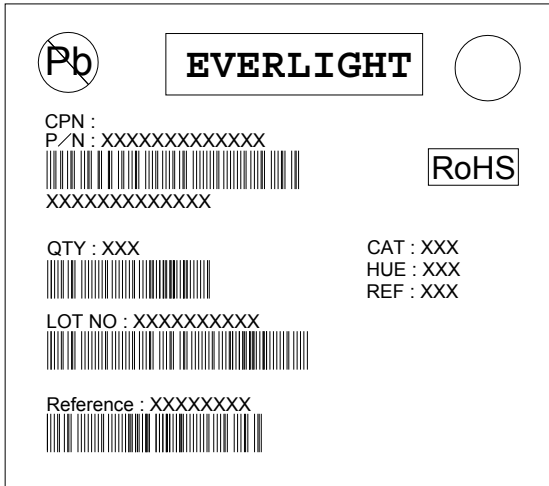 Pb
EVERLIGHT
CPN :
P/N : XXXXXXXXXXXXX
RoHS
XXXXXXXXXXXXX
QTY : XXX
CAT : XXX
HUE : XXX
REF : XXX
LOT NO : XXXXXXXXXX
Reference : XXXXXXXX